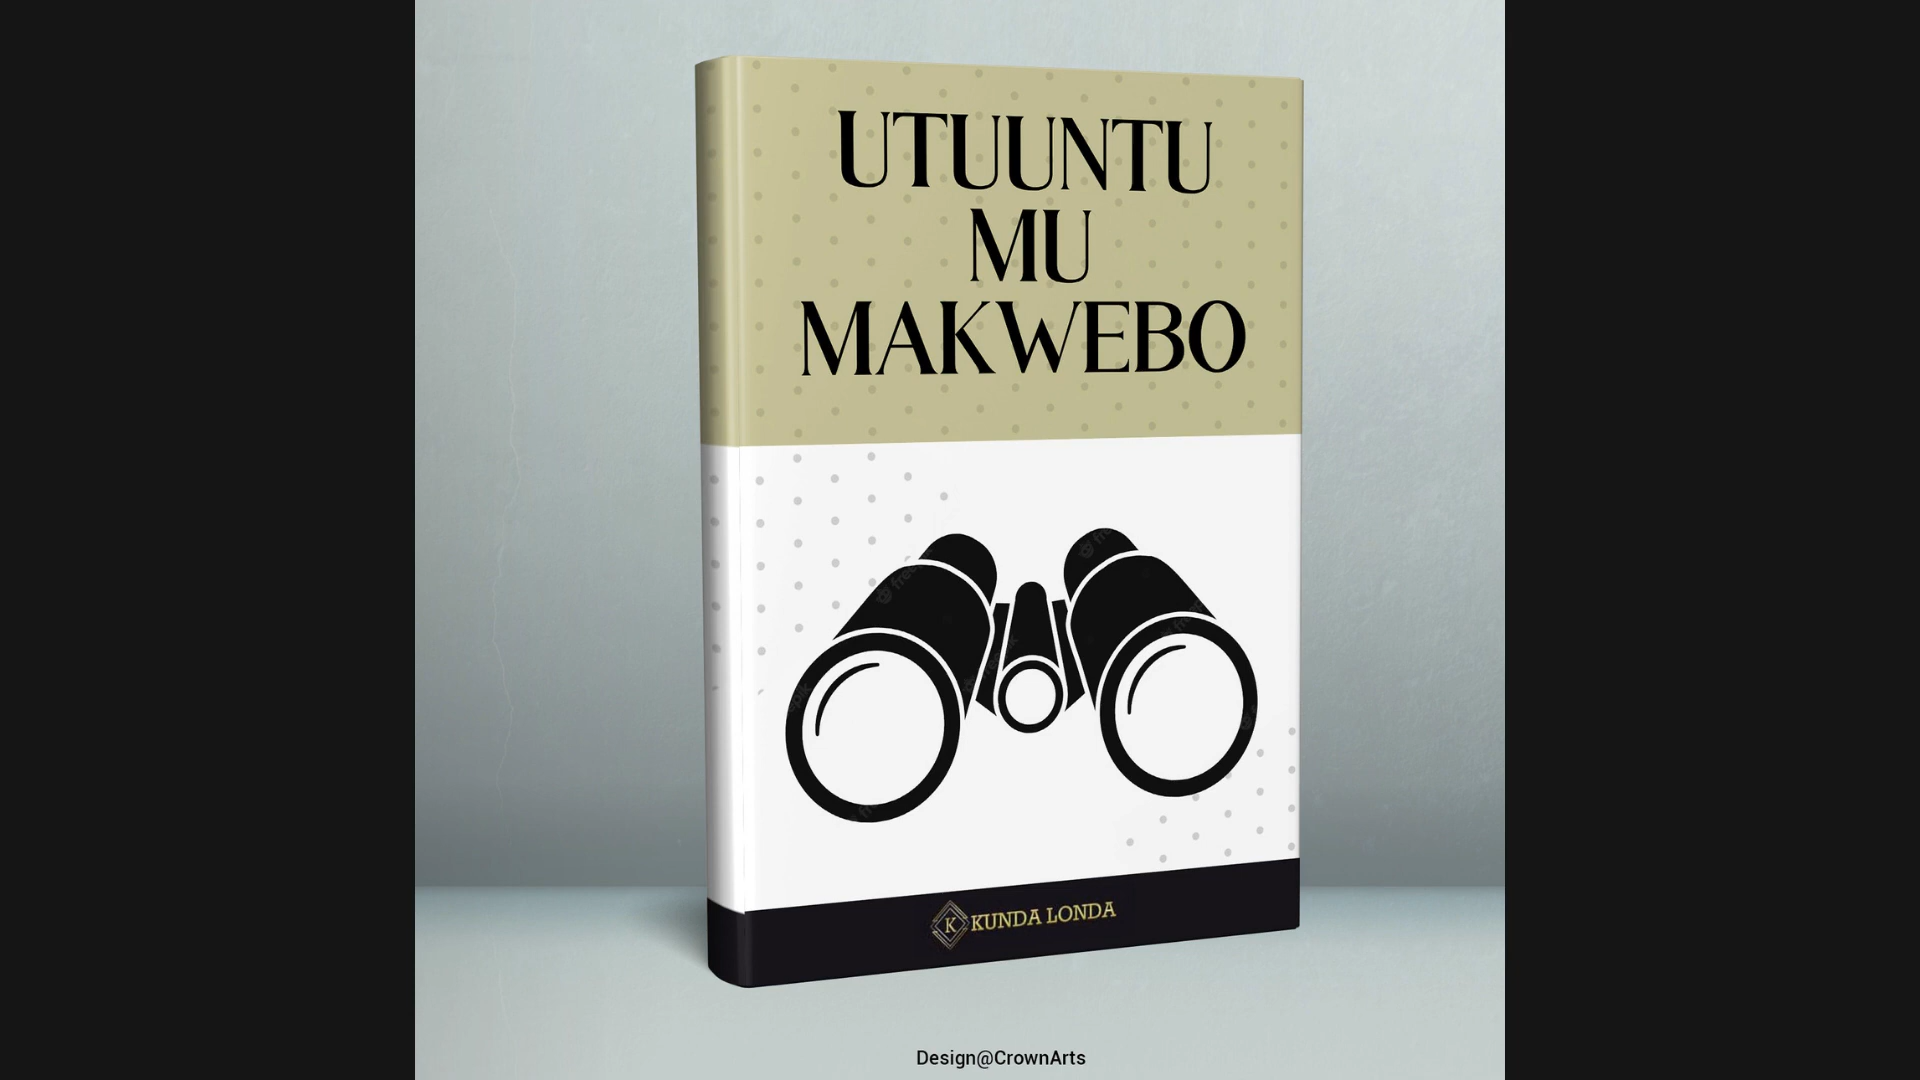 UTUUNTU
MU
MAKWEBO
K
KUNDA LONDA
Design@CrownArts